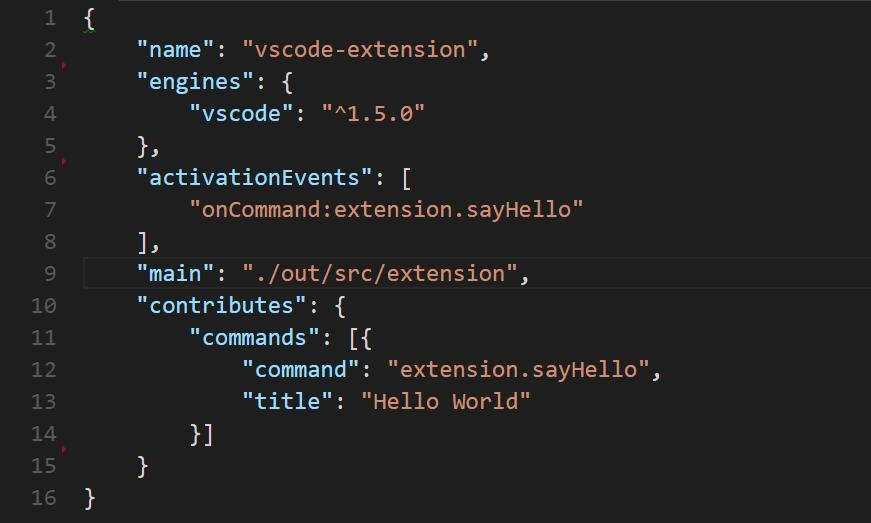 1 {
2     "name": "vscode-extension",
3     "engines": {
4         "vscode": "^1.5.0"
5     },
6     "activationEvents": [
7         "onCommand:extension.sayHello"
8     ],
9     "main": "./out/src/extension",
10     "contributes": {
11         "commands": [{
12             "command": "extension.sayHello",
13             "title": "Hello World"
14         }]
15     }
16 }